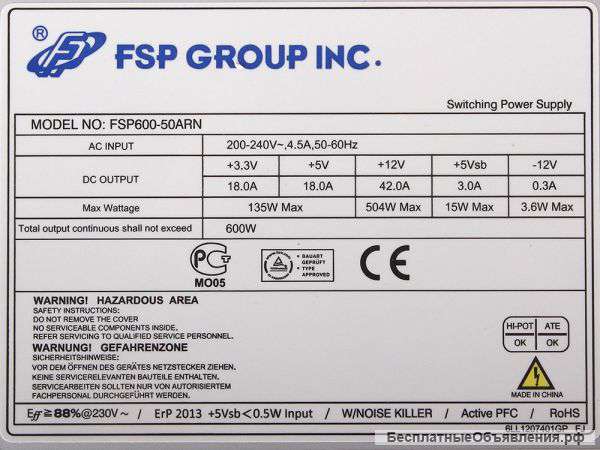 ® FSP GROUP INC.
Switching Power Supply
MODEL NO: FSP600-50ARN
AC INPUT 200-240V~,4.5A,50-60Hz
DC OUTPUT +3.3V +5V +12V +5Vsb -12V
18.0A 18.0A 42.0A 3.0A 0.3A
Max Wattage 135W Max 504W Max 15W Max 3.6W Max
Total output continuous shall not exceed 600W
MO05
BAUART
GEPRÜFT
TYPE
APPROVED
CE
WARNING! HAZARDOUS AREA
SAFETY INSTRUCTIONS:
DO NOT REMOVE THE COVER
NO SERVICEABLE COMPONENTS INSIDE.
REFER SERVICING TO QUALIFIED SERVICE PERSONNEL.
WARNUNG! GEFAHRENZONE
SICHERHEITSHINWEISE:
VOR DEM ÖFFNEN DES GERÄTES NETZSTECKER ZIEHEN.
KEINE SERVICERELEVANTEN BAUTEILE ENTHALTEN.
SERVICEARBEITEN SOLLTEN NUR VON AUTORISIERTEM
FACHPERSONAL DURCHGEFÜHRT WERDEN.
HI-POT ATE
OK OK
MADE IN CHINA
Eff≧88%@230V~ / ErP 2013 +5Vsb<0.5W Input / W/NOISE KILLER / Active PFC / RoHS
6LL1207401GP
БесплатныеОбъявления.рф